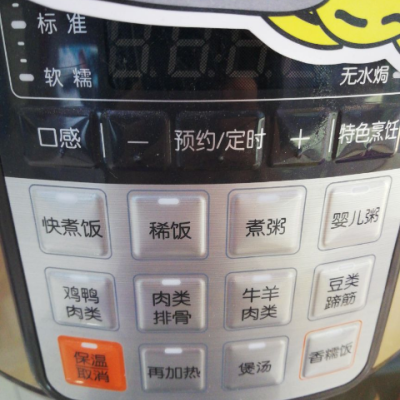 标准
软糯
无水焗
口感 — 预约/定时 + 特色烹饪
快煮饭 稀饭 煮粥 婴儿粥
鸡鸭肉类 肉类排骨 牛羊肉类 豆类蹄筋
保温取消 再加热 煲汤 香糯饭